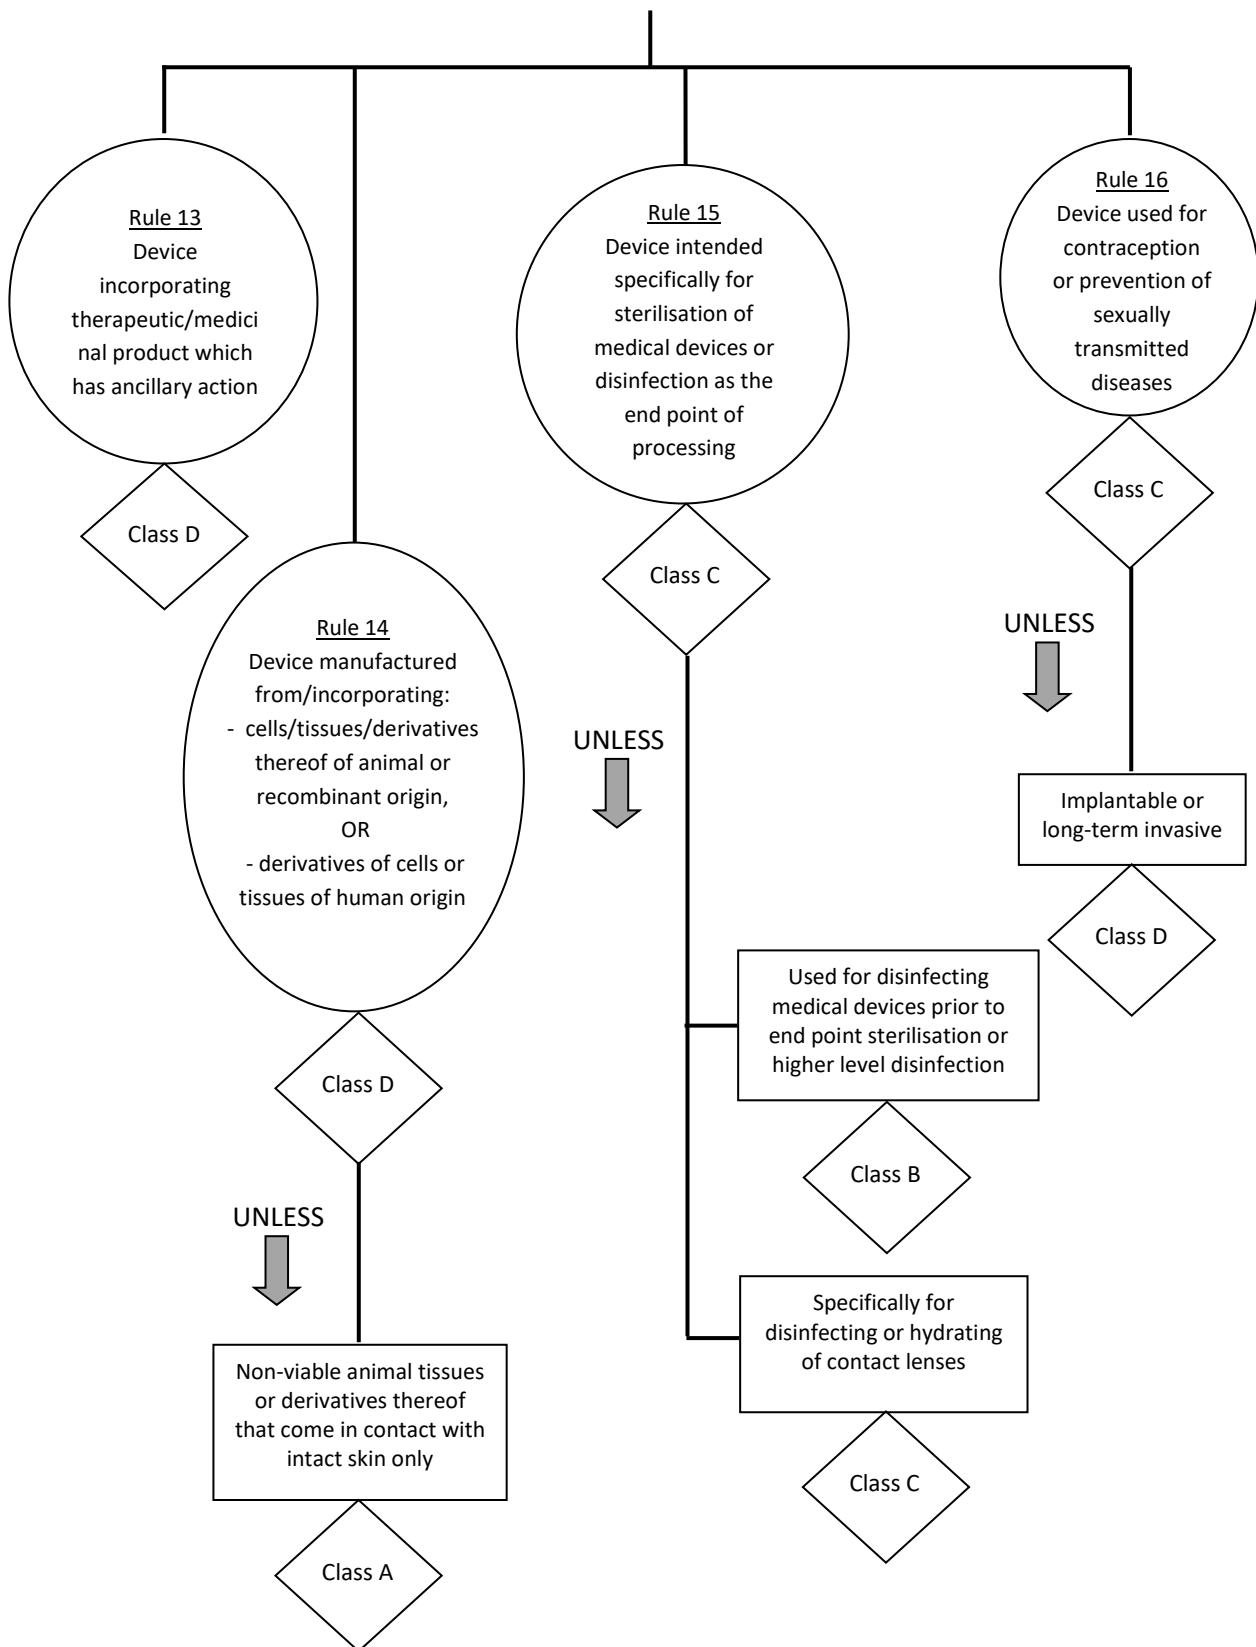 Rule 13
Device
incorporating
therapeutic/medici
nal product which
has ancillary action
Class D
Rule 14
Device manufactured
from/incorporating:
- cells/tissues/derivatives
thereof of animal or
recombinant origin,
OR
- derivatives of cells or
tissues of human origin
Class D
UNLESS
Non-viable animal tissues
or derivatives thereof
that come in contact with
intact skin only
Class A
Rule 15
Device intended
specifically for
sterilisation of
medical devices or
disinfection as the
end point of
processing
Class C
UNLESS
Used for disinfecting
medical devices prior to
end point sterilisation or
higher level disinfection
Class B
Specifically for
disinfecting or hydrating
of contact lenses
Class C
Rule 16
Device used for
contraception
or prevention of
sexually
transmitted
diseases
Class C
UNLESS
Implantable or
long-term invasive
Class D